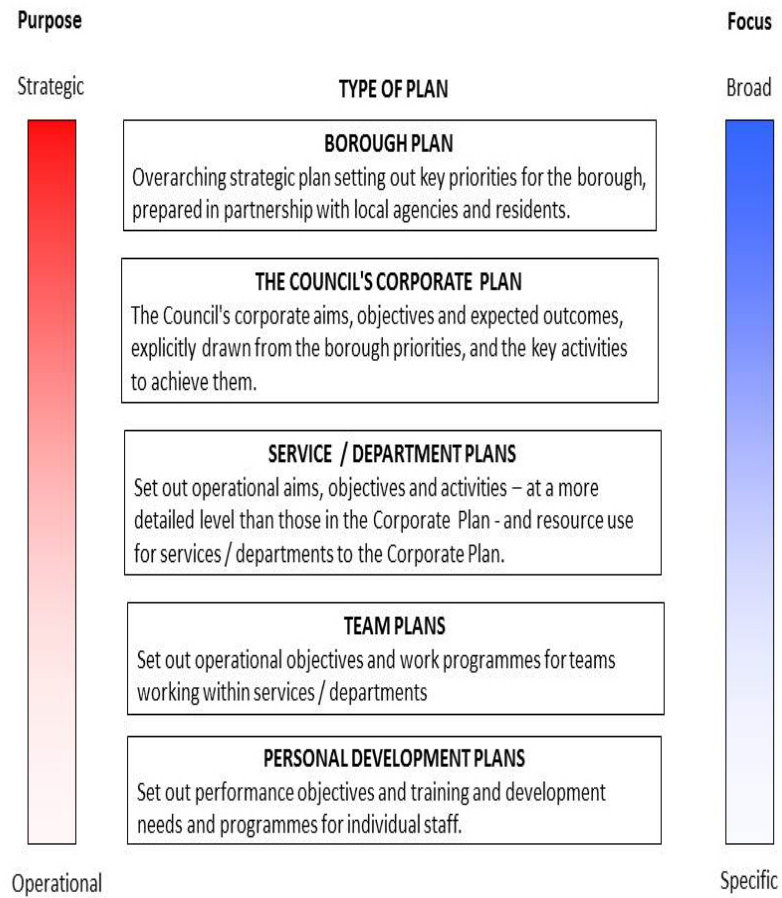 Purpose
Focus
Strategic
TYPE OF PLAN
Broad
BOROUGH PLAN
Overarching strategic plan setting out key priorities for the borough,
prepared in partnership with local agencies and residents.
THE COUNCIL'S CORPORATE PLAN
The Council's corporate aims, objectives and expected outcomes,
explicitly drawn from the borough priorities, and the key activities
to achieve them.
SERVICE / DEPARTMENT PLANS
Set out operational aims, objectives and activities – at a more
detailed level than those in the Corporate Plan - and resource use
for services / departments to the Corporate Plan.
TEAM PLANS
Set out operational objectives and work programmes for teams
working within services / departments
PERSONAL DEVELOPMENT PLANS
Set out performance objectives and training and development
needs and programmes for individual staff.
Operational
Specific